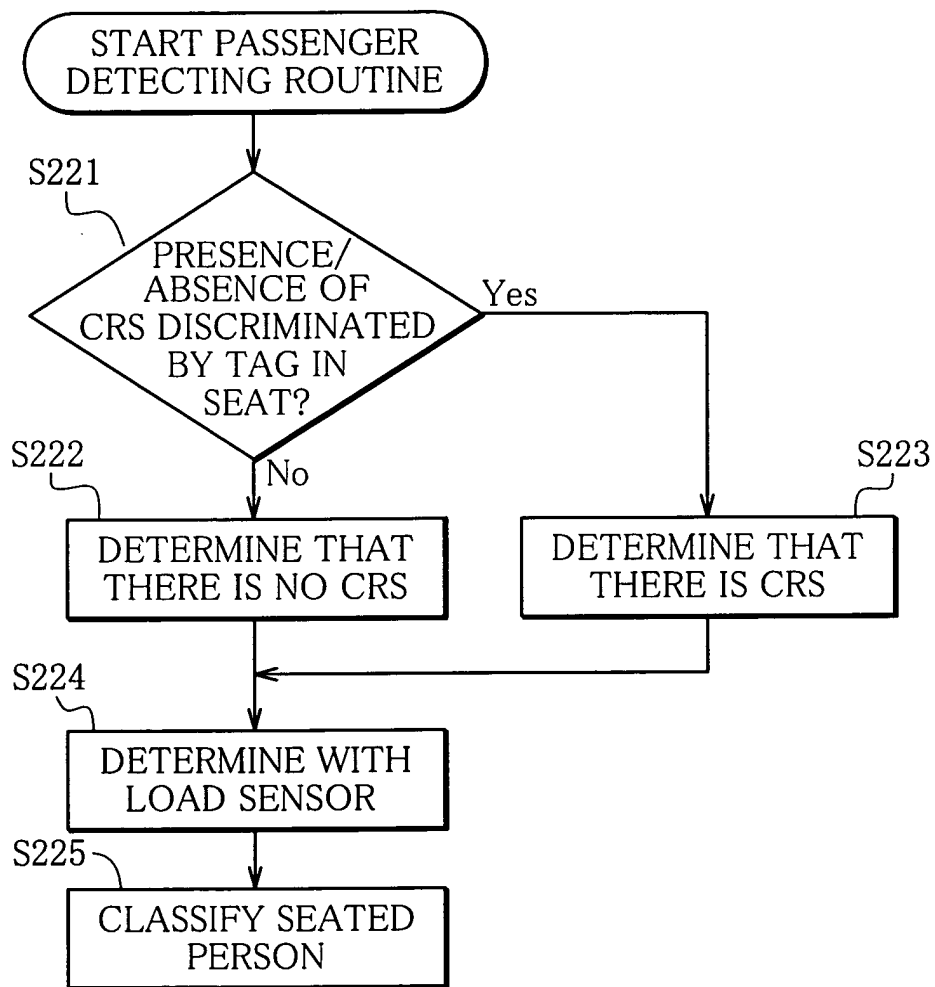 START PASSENGER
DETECTING ROUTINE
S221
PRESENCE/
ABSENCE OF
CRS DISCRIMINATED
BY TAG IN
SEAT?
Yes
No
S222
DETERMINE THAT
THERE IS NO CRS
S223
DETERMINE THAT
THERE IS CRS
S224
DETERMINE WITH
LOAD SENSOR
S225
CLASSIFY SEATED
PERSON